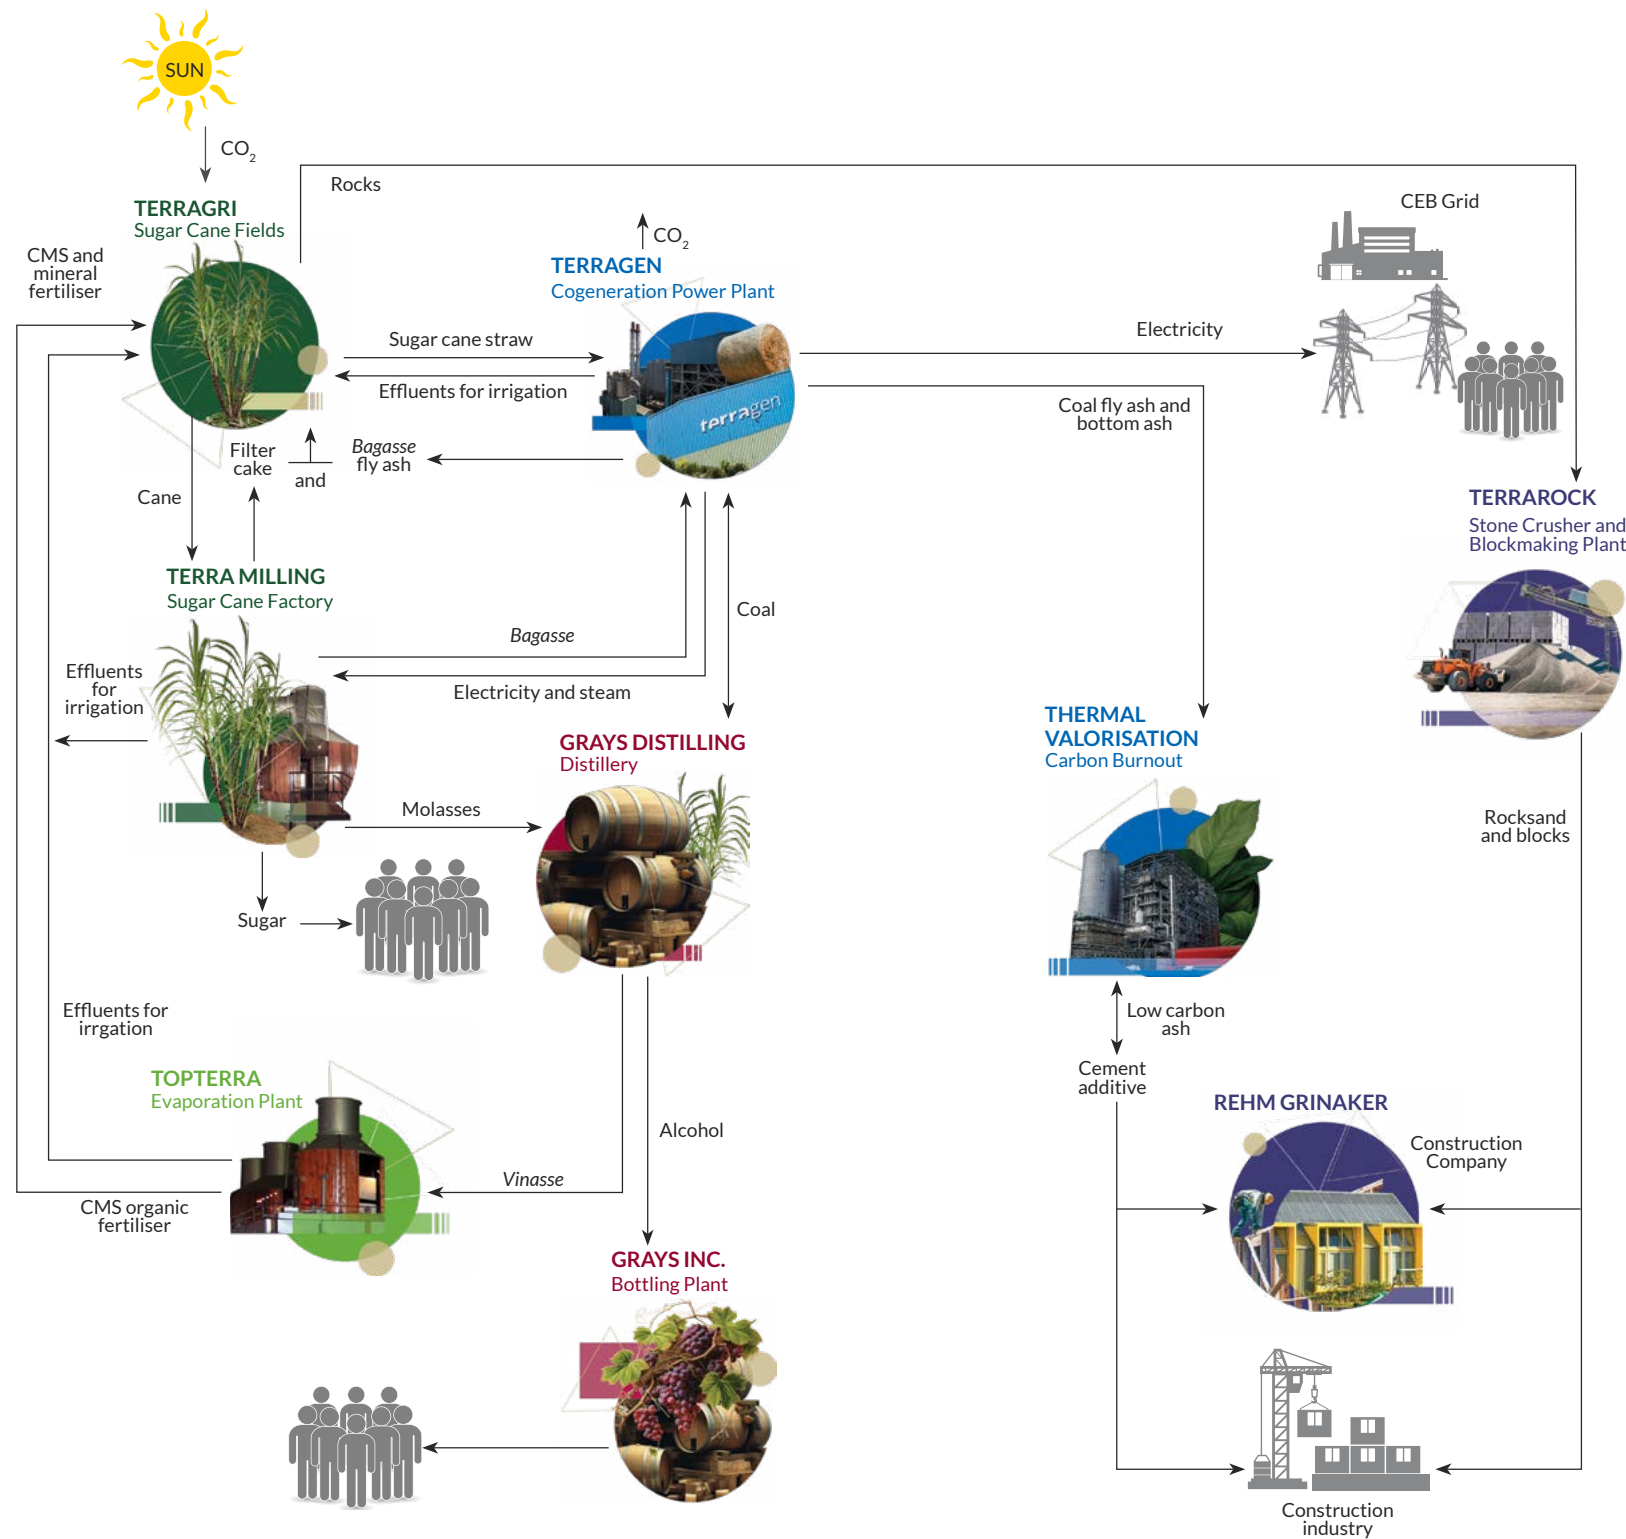 SUN
CO2
Rocks
TERRAGRI
Sugar Cane Fields
CEB Grid
CO2
CMS and
mineral
fertiliser
TERRAGEN
Cogeneration Power Plant
Sugar cane straw
Electricity
Effluents for irrigation
terragen
Coal fly ash and
bottom ash
Filter
cake
and
Bagasse
fly ash
Cane
TERRAROCK
Stone Crusher and
Blockmaking Plant
TERRA MILLING
Sugar Cane Factory
Coal
Bagasse
Electricity and steam
Effluents
for
irrigation
GRAYS DISTILLING
Distillery
THERMAL
VALORISATION
Carbon Burnout
Molasses
Rocksand
and blocks
Sugar
Effluents for
irrgation
Low carbon
ash
Cement
additive
TOPTERRA
Evaporation Plant
REHM GRINAKER
Construction
Company
Alcohol
Vinasse
CMS organic
fertiliser
GRAYS INC.
Bottling Plant
Construction
industry